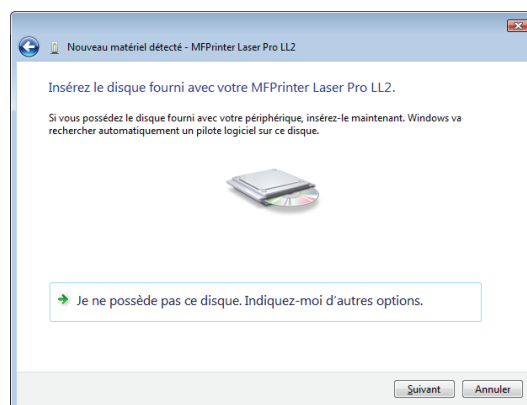 Nouveau matériel détecté - MFPrinter Laser Pro LL2
Insérez le disque fourni avec votre MFPrinter Laser Pro LL2.
Si vous possédez le disque fourni avec votre périphérique, insérez-le maintenant. Windows va
rechercher automatiquement un pilote logiciel sur ce disque.
Je ne possède pas ce disque. Indiquez-moi d'autres options.
Suivant
Annuler